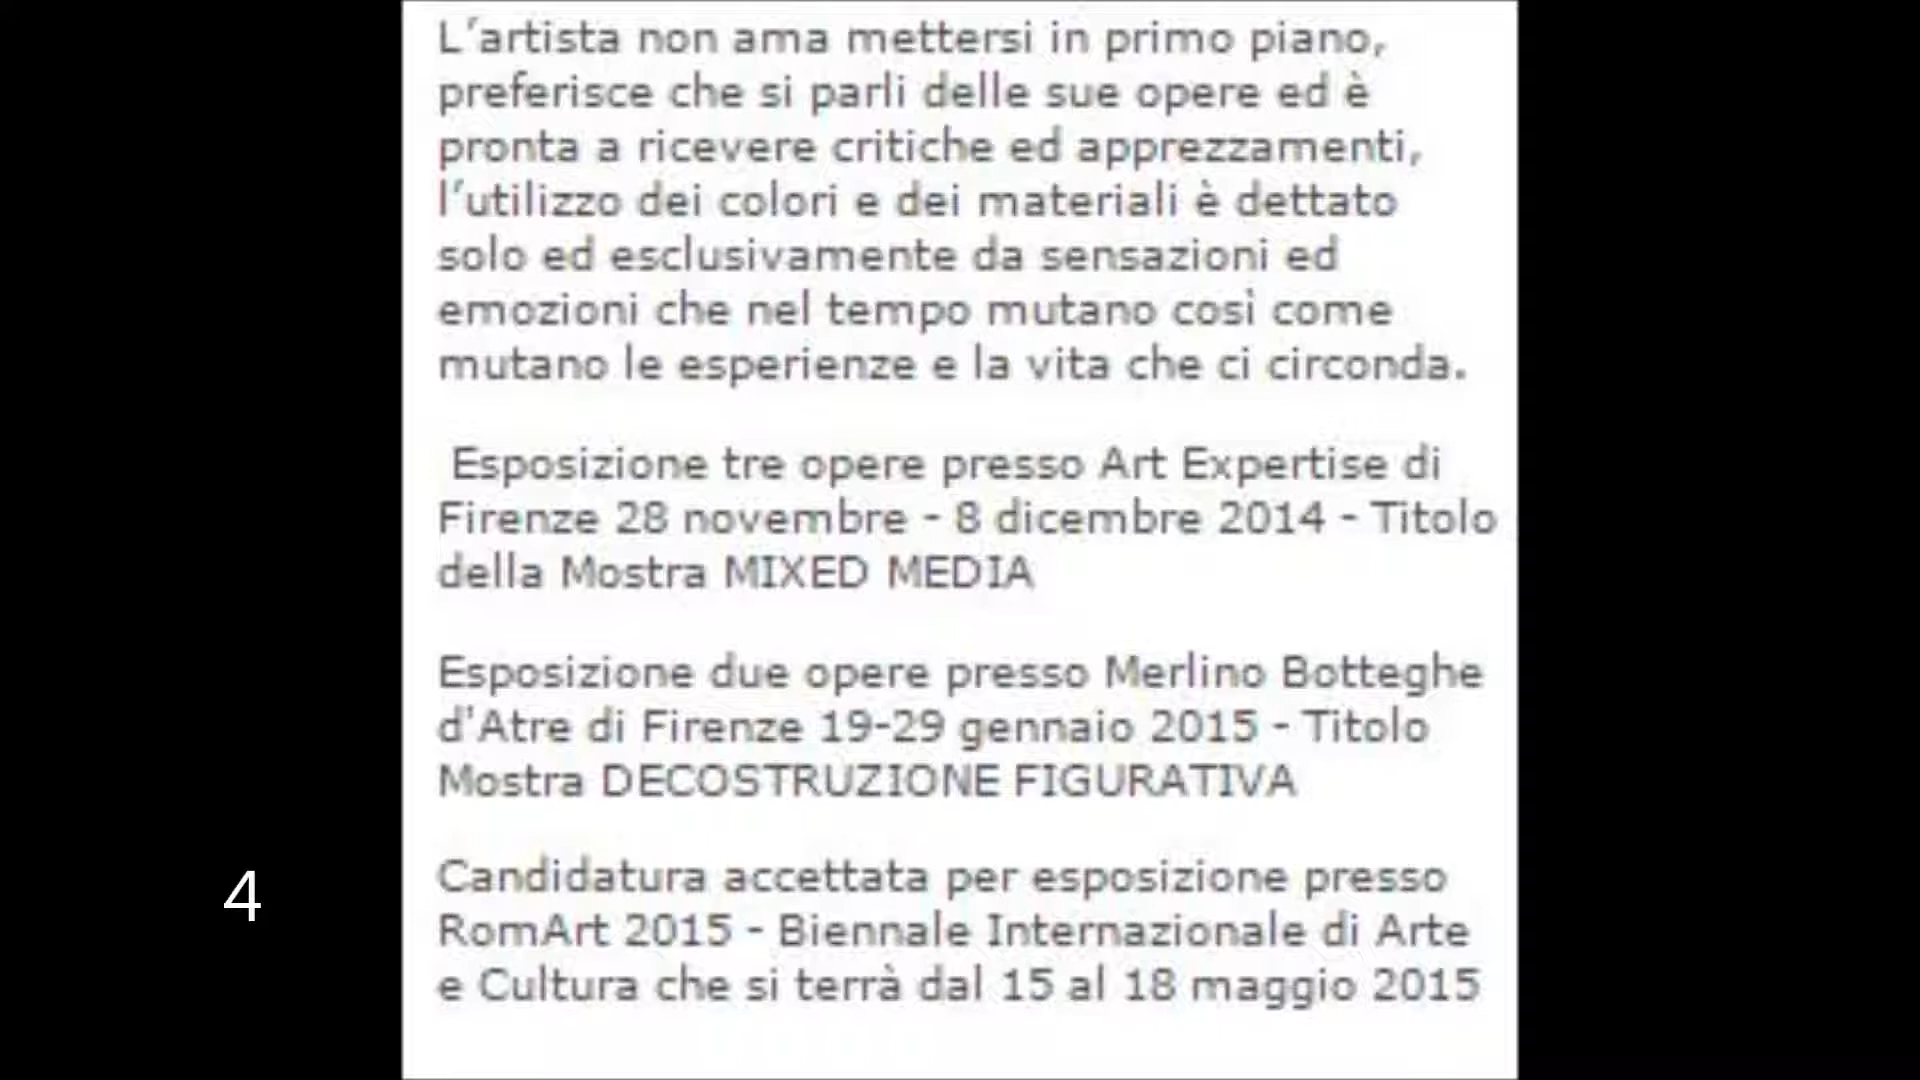 L'artista non ama mettersi in primo piano,
preferisce che si parli delle sue opere ed è
pronta a ricevere critiche ed apprezzamenti,
l'utilizzo dei colori e dei materiali è dettato
solo ed esclusivamente da sensazioni ed
emozioni che nel tempo mutano così come
mutano le esperienze e la vita che ci circonda.
Esposizione tre opere presso Art Expertise di
Firenze 28 novembre - 8 dicembre 2014 - Titolo
della Mostra MIXED MEDIA
Esposizione due opere presso Merlino Botteghe
d'Atre di Firenze 19-29 gennaio 2015 - Titolo
Mostra DECOSTRUZIONE FIGURATIVA
Candidatura accettata per esposizione presso
RomArt 2015 - Biennale Internazionale di Arte
e Cultura che si terrà dal 15 al 18 maggio 2015
4